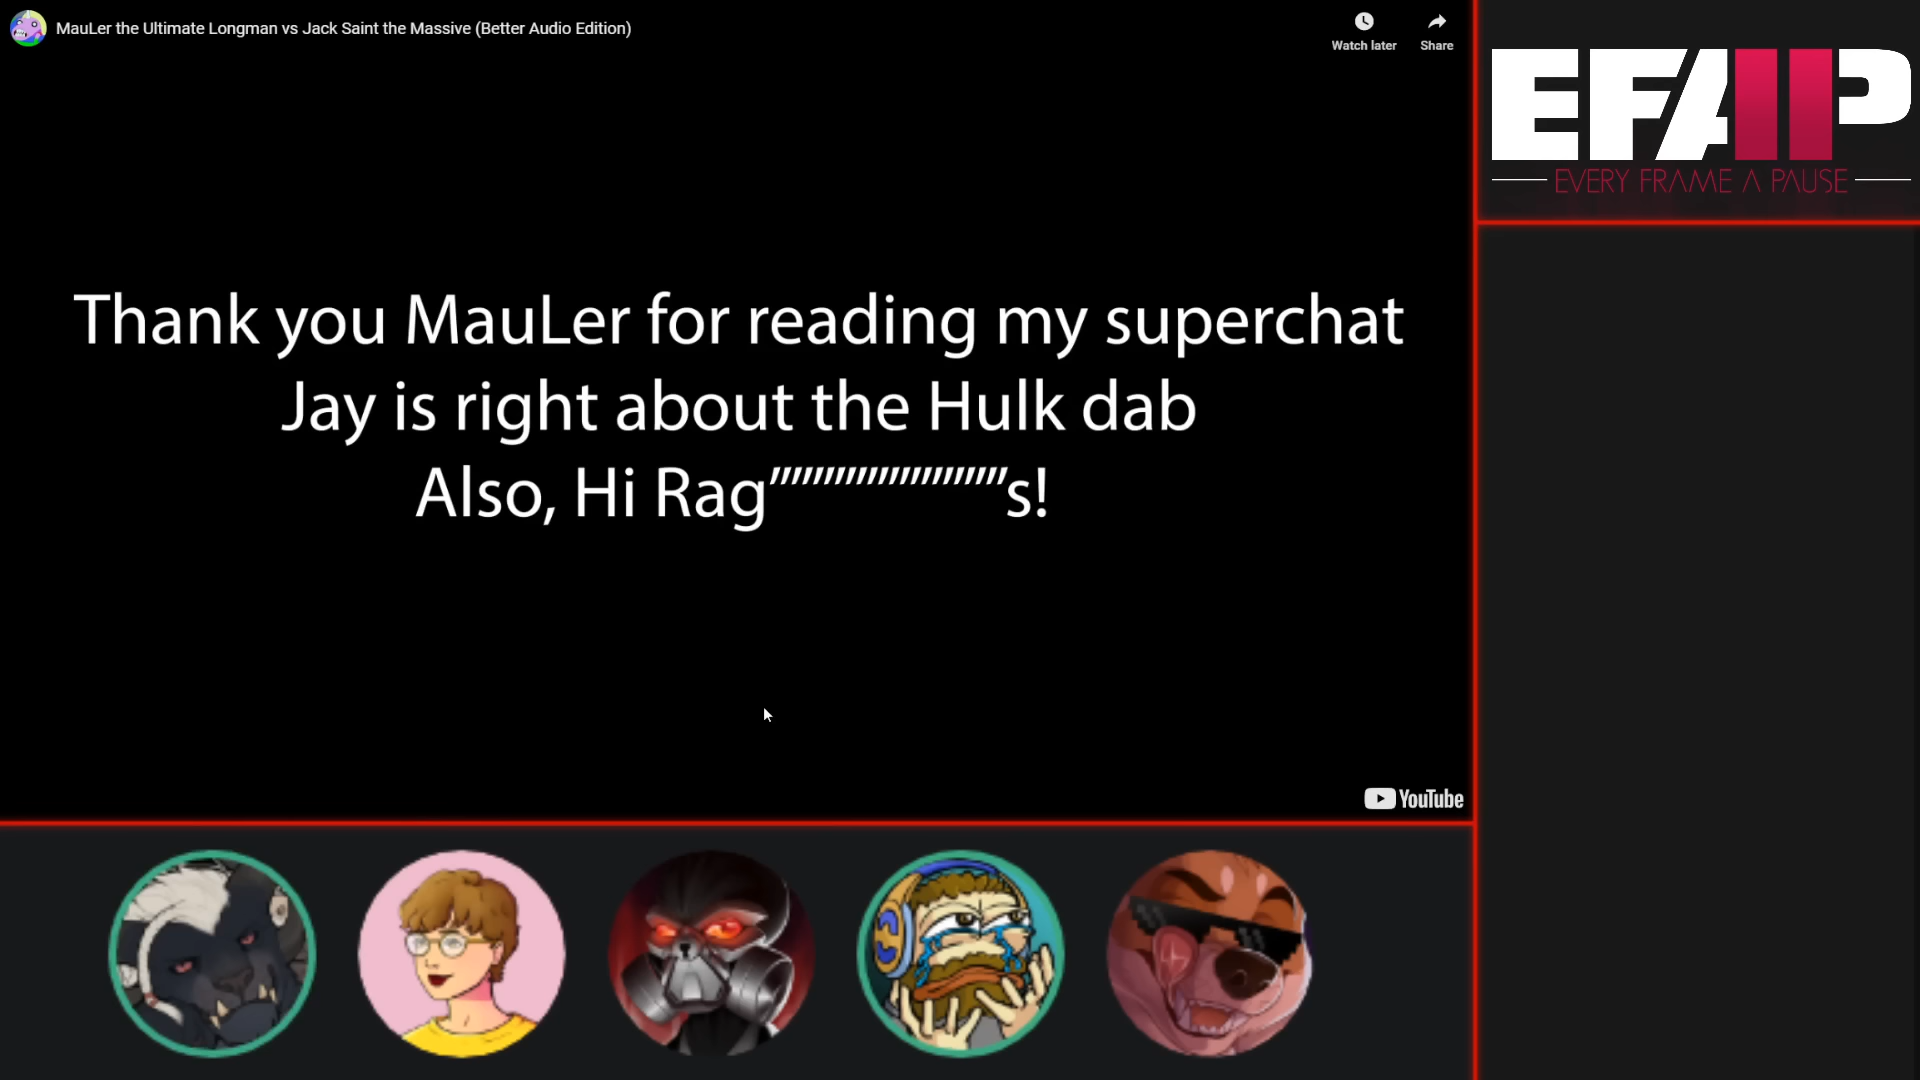 MauLer the Ultimate Longman vs Jack Saint the Massive (Better Audio Edition)
Watch later
Share
EFAP
EVERY FRAME A PAUSE
Thank you MauLer for reading my superchat
Jay is right about the Hulk dab
Also, Hi Rag’’’’’’’’’’’’’’’’’’’’’’s!
YouTube